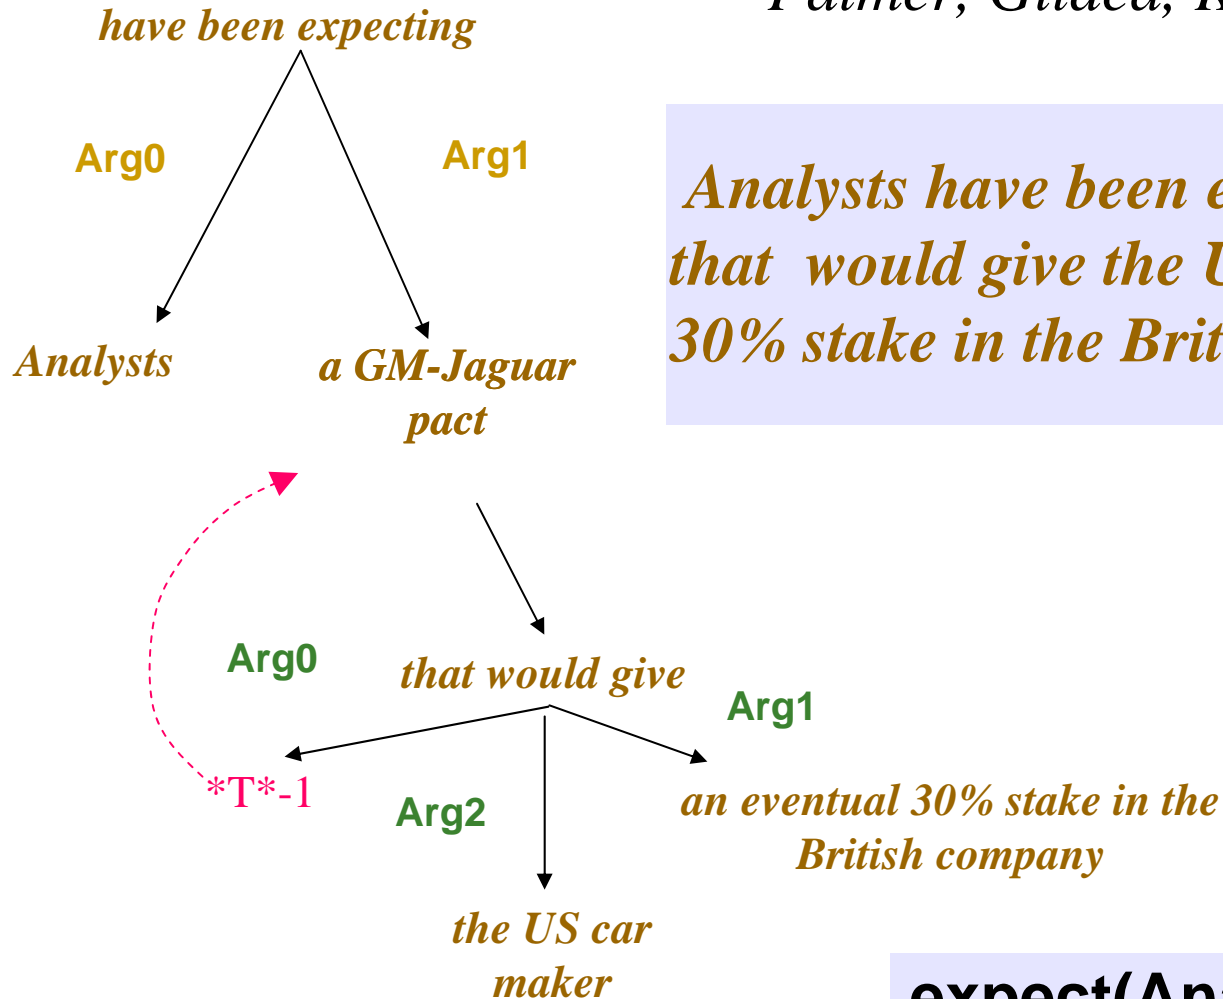 Palmer, Gildea,
have been expecting
Arg0
Arg1
Analysts have been
that would give the
30% stake in the
Analysts
a GM-Jaguar
pact
Arg0
that would give
Arg1
*T*-1
Arg2
an eventual 30% stake in the
British company
the US car
maker